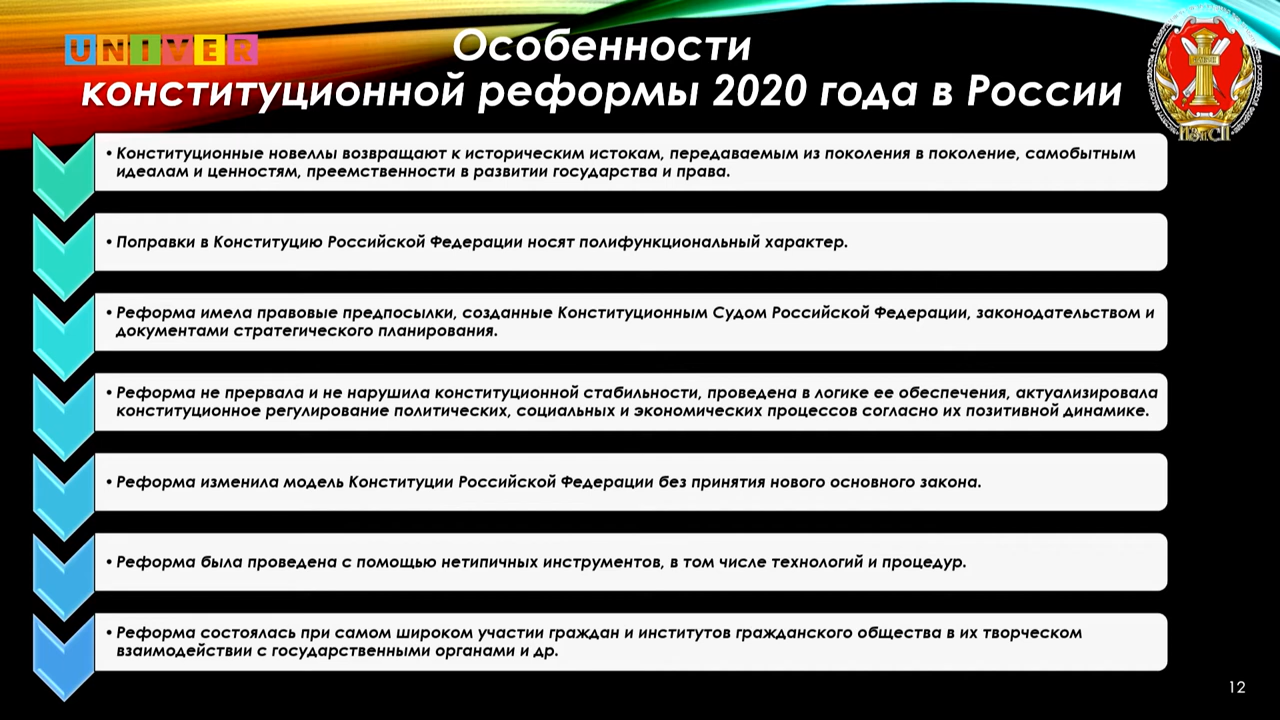 UNIVER
Особенности
конституционной реформы 2020 года в России
• Конституционные новеллы возвращают к историческим истокам, передаваемым из поколения в поколение, самобытным
идеалам и ценностям, преемственности в развитии государства и права.
• Поправки в Конституцию Российской Федерации носят полифункциональный характер.
• Реформа имела правовые предпосылки, созданные Конституционным Судом Российской Федерации, законодательством и
документами стратегического планирования.
• Реформа не прервала и не нарушила конституционной стабильности, проведена в логике ее обеспечения, актуализировала
конституционное регулирование политических, социальных и экономических процессов согласно их позитивной динамике.
• Реформа изменила модель Конституции Российской Федерации без принятия нового основного закона.
• Реформа была проведена с помощью нетипичных инструментов, в том числе технологий и процедур.
• Реформа состоялась при самом широком участии граждан и институтов гражданского общества в их творческом
взаимодействии с государственными органами и др.
ИЗиСП
12